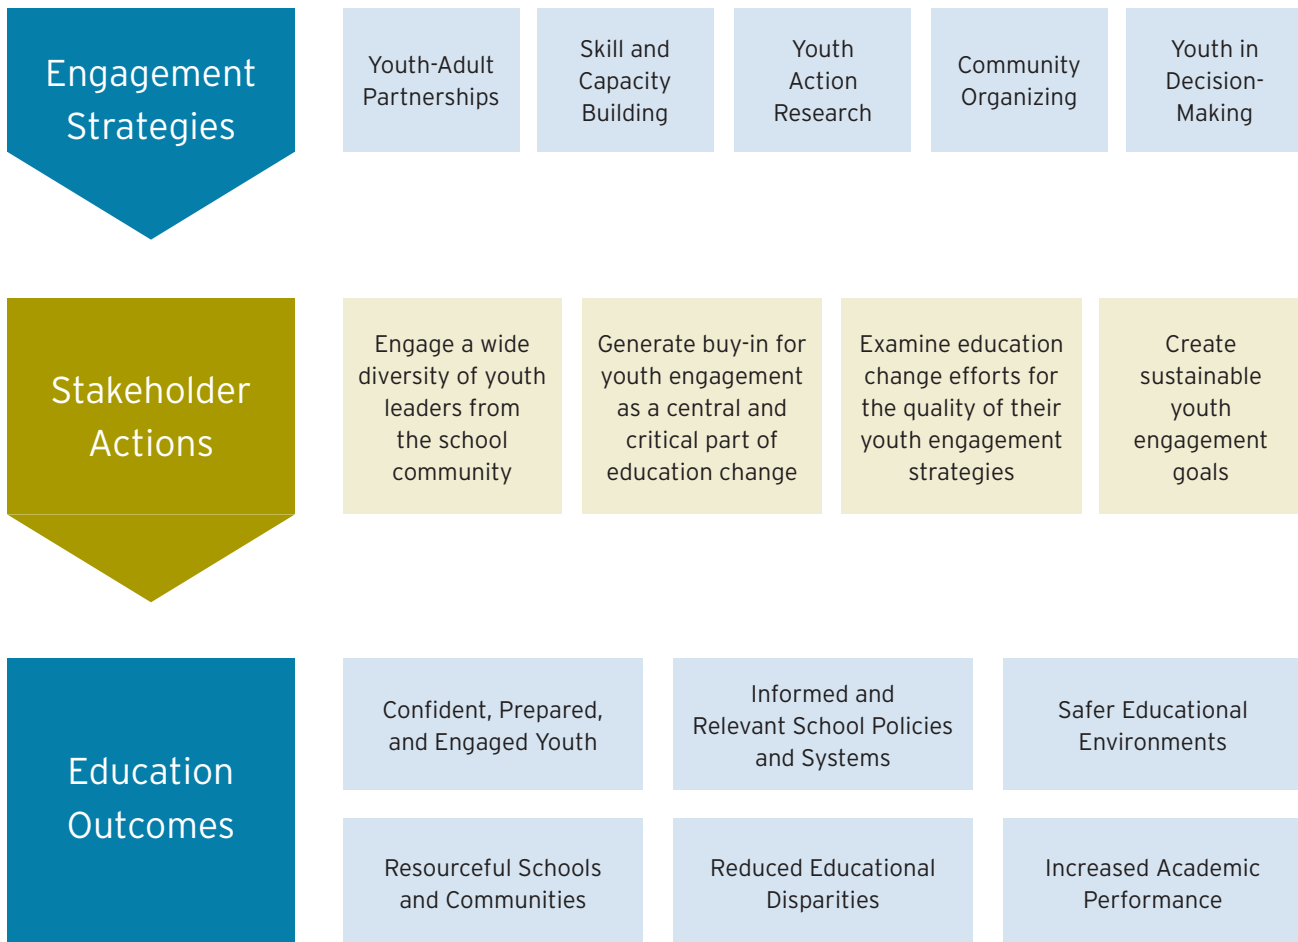 Engagement
Strategies
Youth-Adult
Partnerships
Skill and
Capacity
Building
Youth
Action
Research
Community
Organizing
Youth in
Decision-
Making
Stakeholder
Actions
Engage a wide
diversity of youth
leaders from
the school
community
Generate buy-in for
youth engagement
as a central and
critical part of
education change
Examine education
change efforts for
the quality of their
youth engagement
strategies
Create
sustainable
youth
engagement
goals
Education
Outcomes
Confident, Prepared,
and Engaged Youth
Informed and
Relevant School Policies
and Systems
Safer Educational
Environments
Resourceful Schools
and Communities
Reduced Educational
Disparities
Increased Academic
Performance